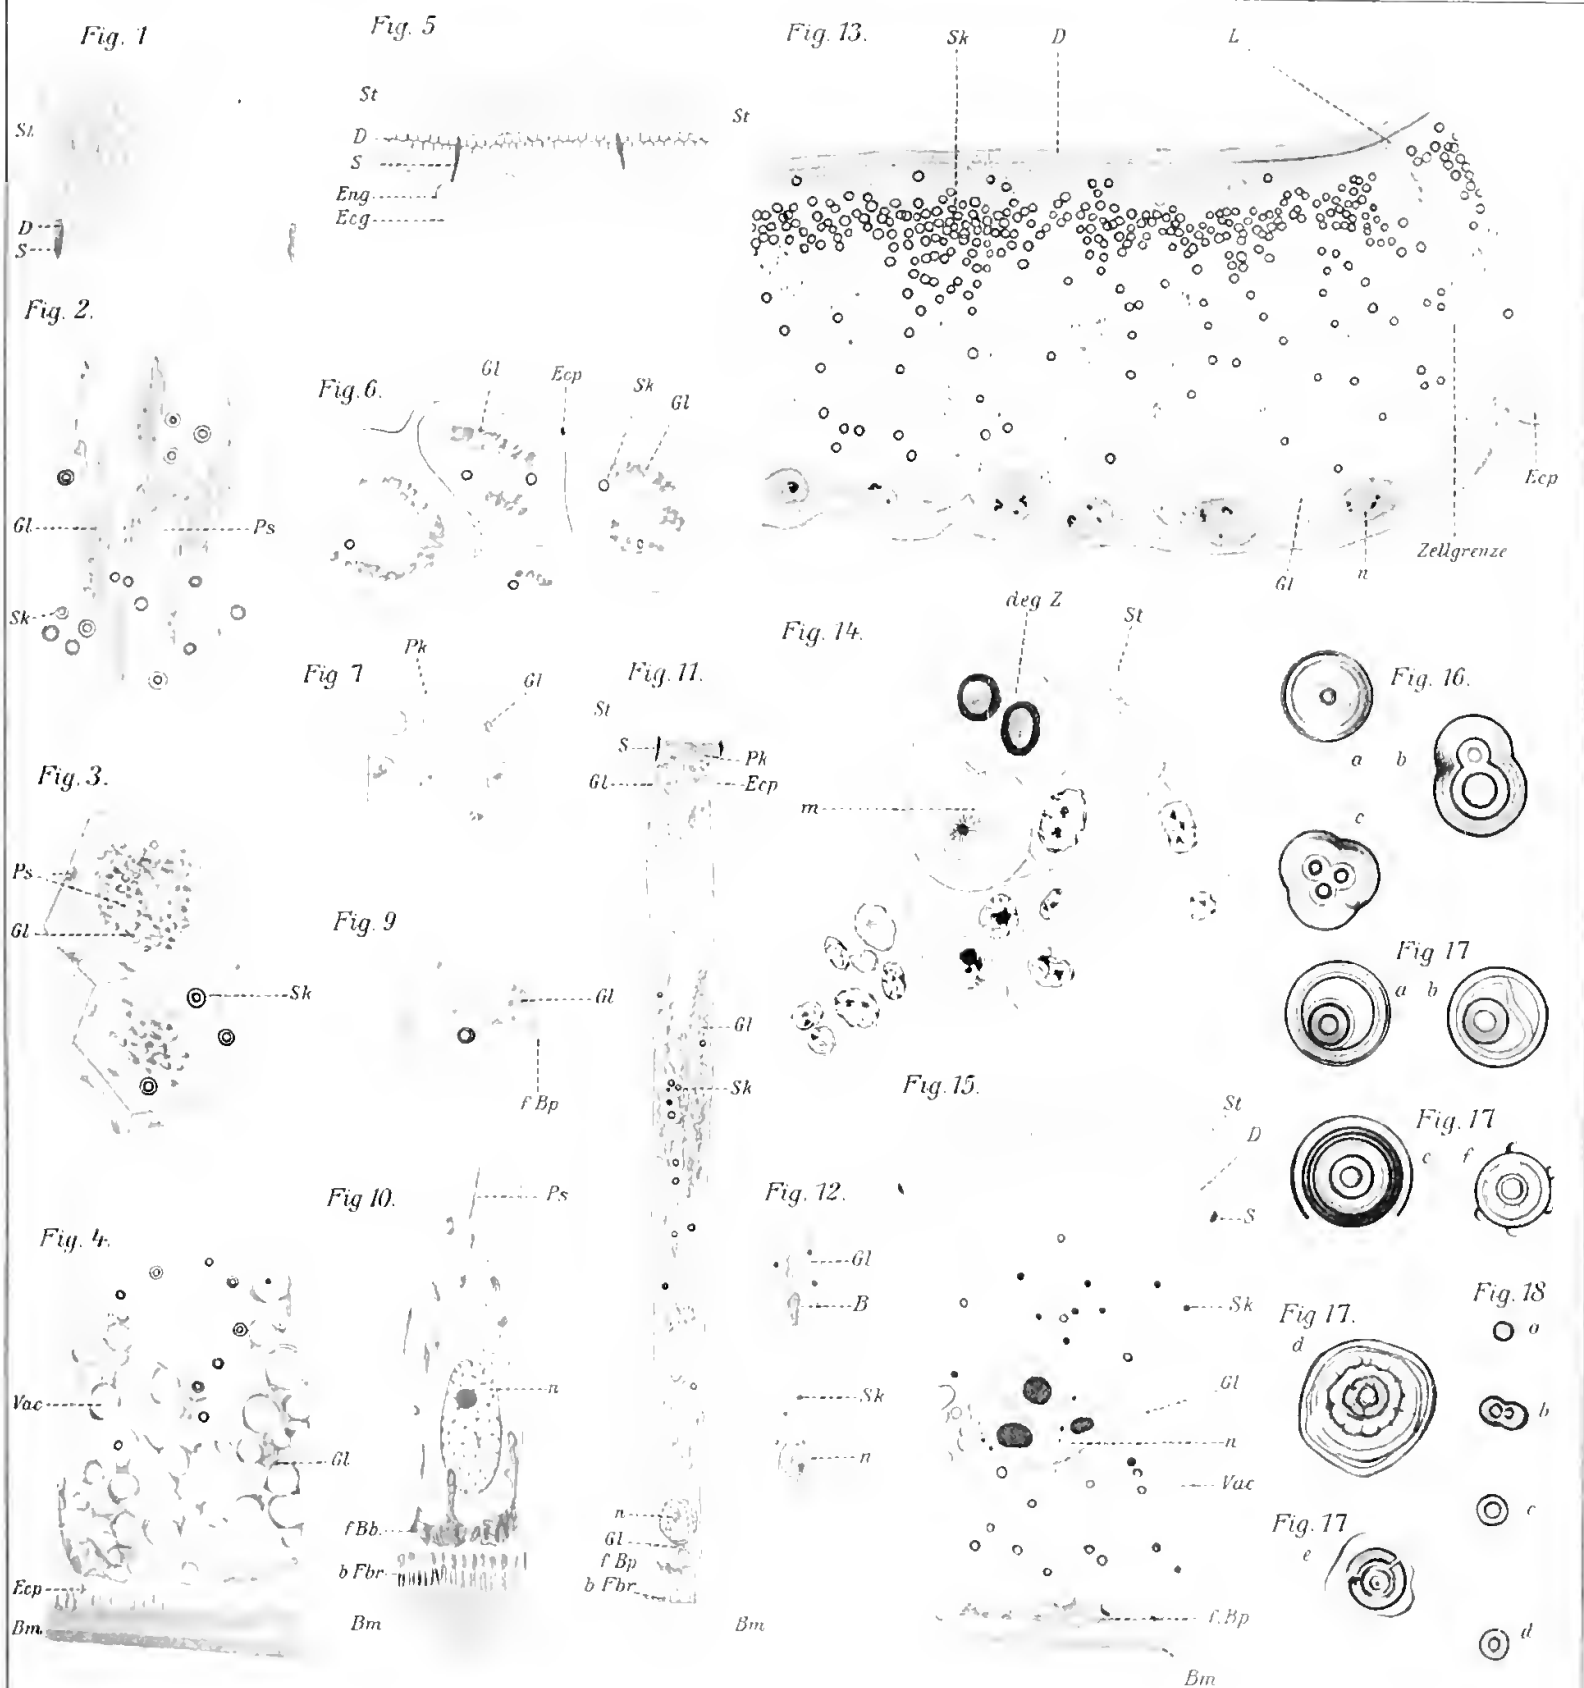 Fig. 1
St
D
S
Fig. 2.
Gl
Ps
Sk
Fig. 3.
Ps
Gl
Sk
Fig. 4.
Vac
Gl
Ecp
Bm
Fig. 5
St
D
S
Eng
Ecg
Fig. 6.
Gl
Ecp
Sk
Gl
Fig 7
Pk
Gl
Fig. 9
Gl
f Bp
Fig 10.
Ps
n
f Bb.
b Fbr
Bm
Fig. 11.
St
S
Pk
Gl
Ecp
Gl
Sk
n
Gl
f Bp
b Fbr
Fig. 12.
Gl
B
Sk
n
Bm
Fig. 13.
Sk
D
L
St
Ecp
Zellgrenze
Gl
n
Fig. 14.
deg Z
St
m
Fig. 15.
St
D
S
Sk
Gl
n
Vac
f. Bp
Bm
Fig. 16.
a b
c
Fig 17
a b
Fig. 17
c f
Fig 17.
d
Fig. 17
e
Fig. 18
a
b
c
d